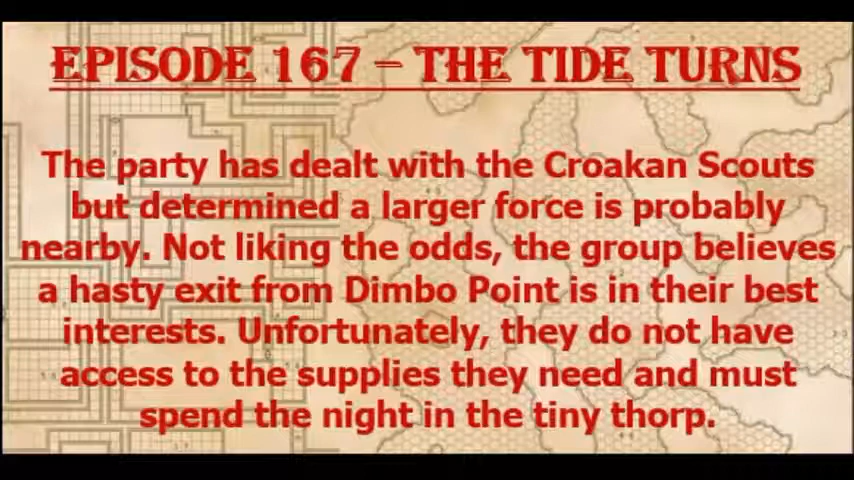 EPISODE 167 – THE TIDE TURNS
The party has dealt with the Croakan Scouts
but determined a larger force is probably
nearby. Not liking the odds, the group believes
a hasty exit from Dimbo Point is in their best
interests. Unfortunately, they do not have
access to the supplies they need and must
spend the night in the tiny thorp.